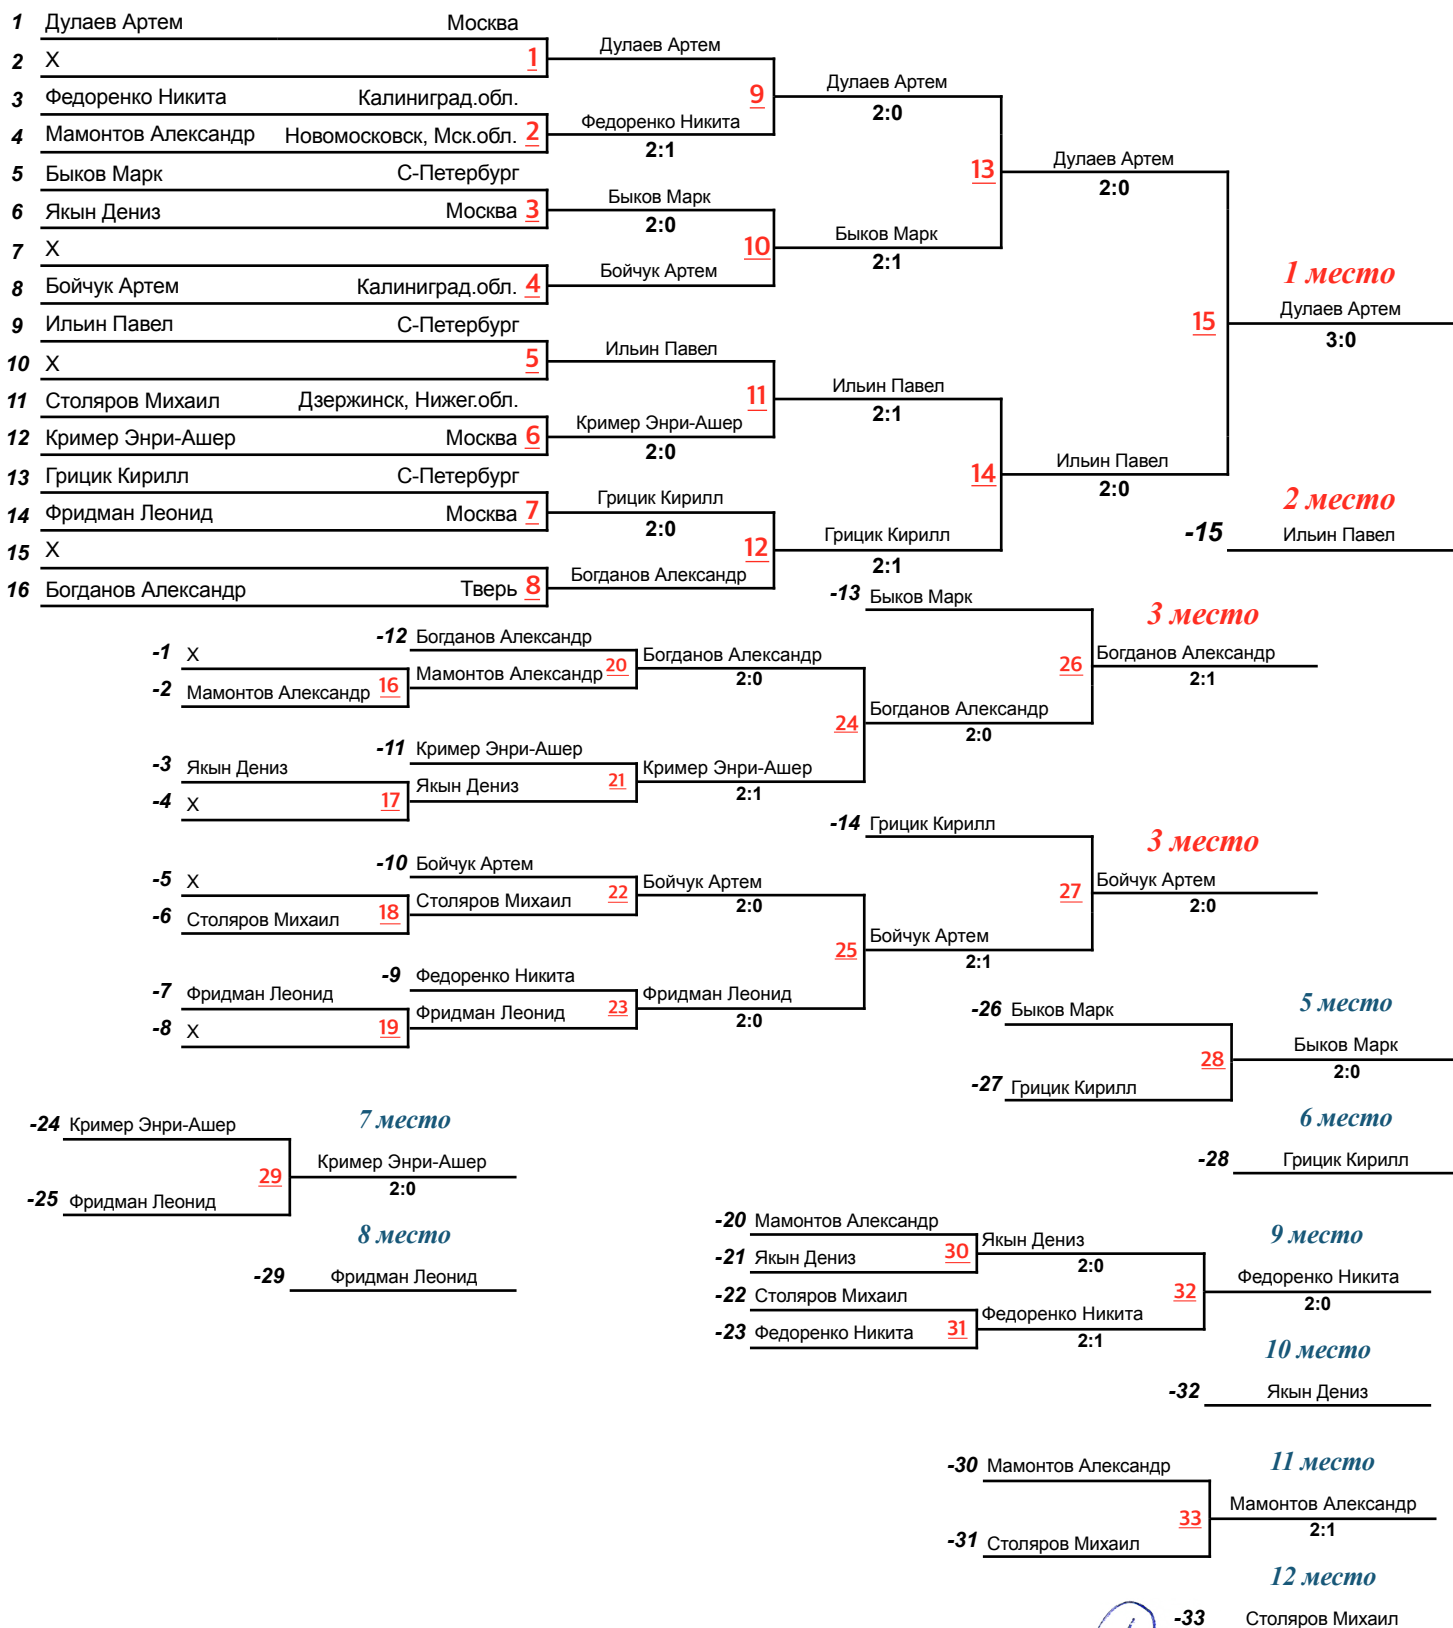 1 Дулаев Артем Москва
2 X 1
3 Федоренко Никита Калиниград.обл.
4 Мамонтов Александр Новомосковск, Мск.обл. 2
5 Быков Марк С-Петербург
6 Якын Дениз Москва 3
7 X
8 Бойчук Артем Калиниград.обл. 4
9 Ильин Павел С-Петербург
10 X 5
11 Столяров Михаил Дзержинск, Нижег.обл.
12 Кример Энри-Ашер Москва 6
13 Грицик Кирилл С-Петербург
14 Фридман Леонид Москва 7
15 X
16 Богданов Александр Тверь 8
Дулаев Артем
9
Федоренко Никита
2:1
Быков Марк
2:0
10
Бойчук Артем
Ильин Павел
11
Кример Энри-Ашер
2:0
Грицик Кирилл
2:0
12
Богданов Александр
Дулаев Артем
2:0
13
Быков Марк
2:1
Ильин Павел
2:1
14
Грицик Кирилл
2:1
Дулаев Артем
2:0
15
Ильин Павел
2:0
1 место
Дулаев Артем
3:0
2 место
-15 Ильин Павел
-1 X
-2 Мамонтов Александр 16
-3 Якын Дениз
-4 X 17
-5 X
-6 Столяров Михаил 18
-7 Фридман Леонид
-8 X 19
-12 Богданов Александр
Мамонтов Александр 20
-11 Кример Энри-Ашер
Якын Дениз 21
-10 Бойчук Артем
Столяров Михаил 22
-9 Федоренко Никита
Фридман Леонид 23
Богданов Александр
2:0
24
Кример Энри-Ашер
2:1
Бойчук Артем
2:0
25
Фридман Леонид
2:0
-13 Быков Марк
26
Богданов Александр
2:0
3 место
Богданов Александр
2:1
-14 Грицик Кирилл
27
Бойчук Артем
2:1
3 место
Бойчук Артем
2:0
-26 Быков Марк
28
-27 Грицик Кирилл
5 место
Быков Марк
2:0
6 место
-28 Грицик Кирилл
-24 Кример Энри-Ашер
29
-25 Фридман Леонид
7 место
Кример Энри-Ашер
2:0
8 место
-29 Фридман Леонид
-20 Мамонтов Александр
-21 Якын Дениз 30
-22 Столяров Михаил
-23 Федоренко Никита 31
Якын Дениз
2:0
32
Федоренко Никита
2:1
9 место
Федоренко Никита
2:0
10 место
-32 Якын Дениз
-30 Мамонтов Александр
33
-31 Столяров Михаил
11 место
Мамонтов Александр
2:1
12 место
-33 Столяров Михаил